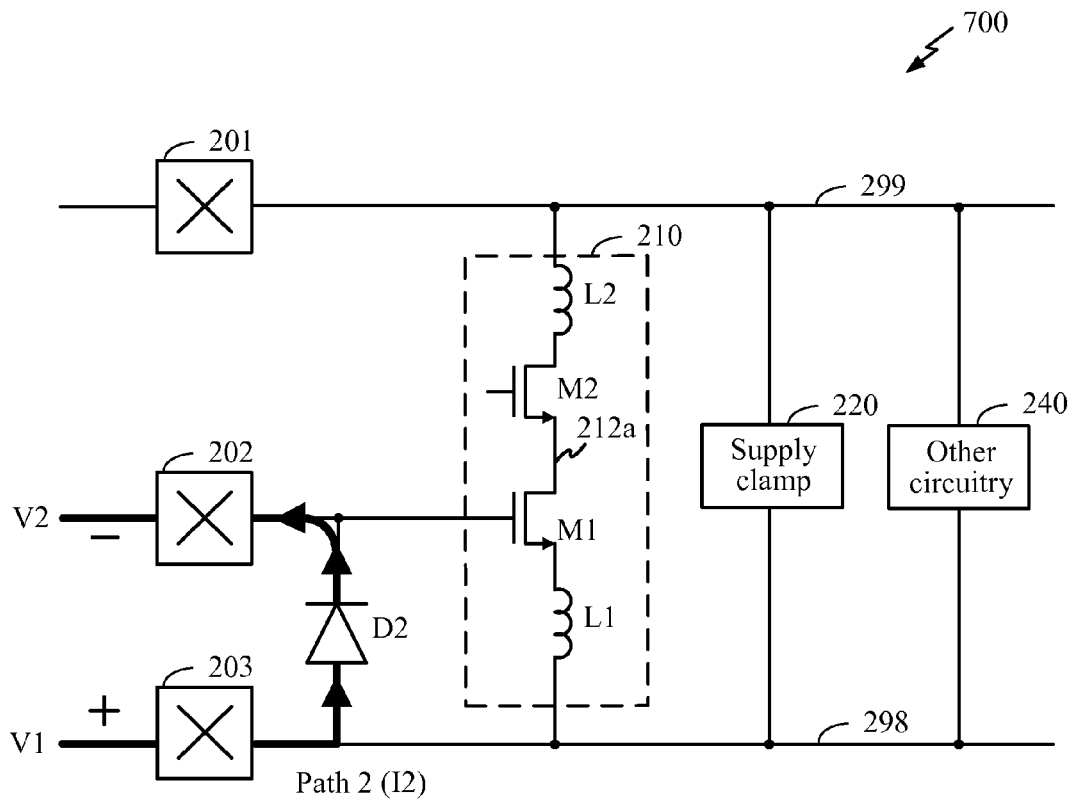 700
201
299
210
L2
M2
220
240
212a
Supply
clamp
Other
circuitry
202
V2
−
M1
L1
D2
203
+
V1
298
Path 2 (I2)